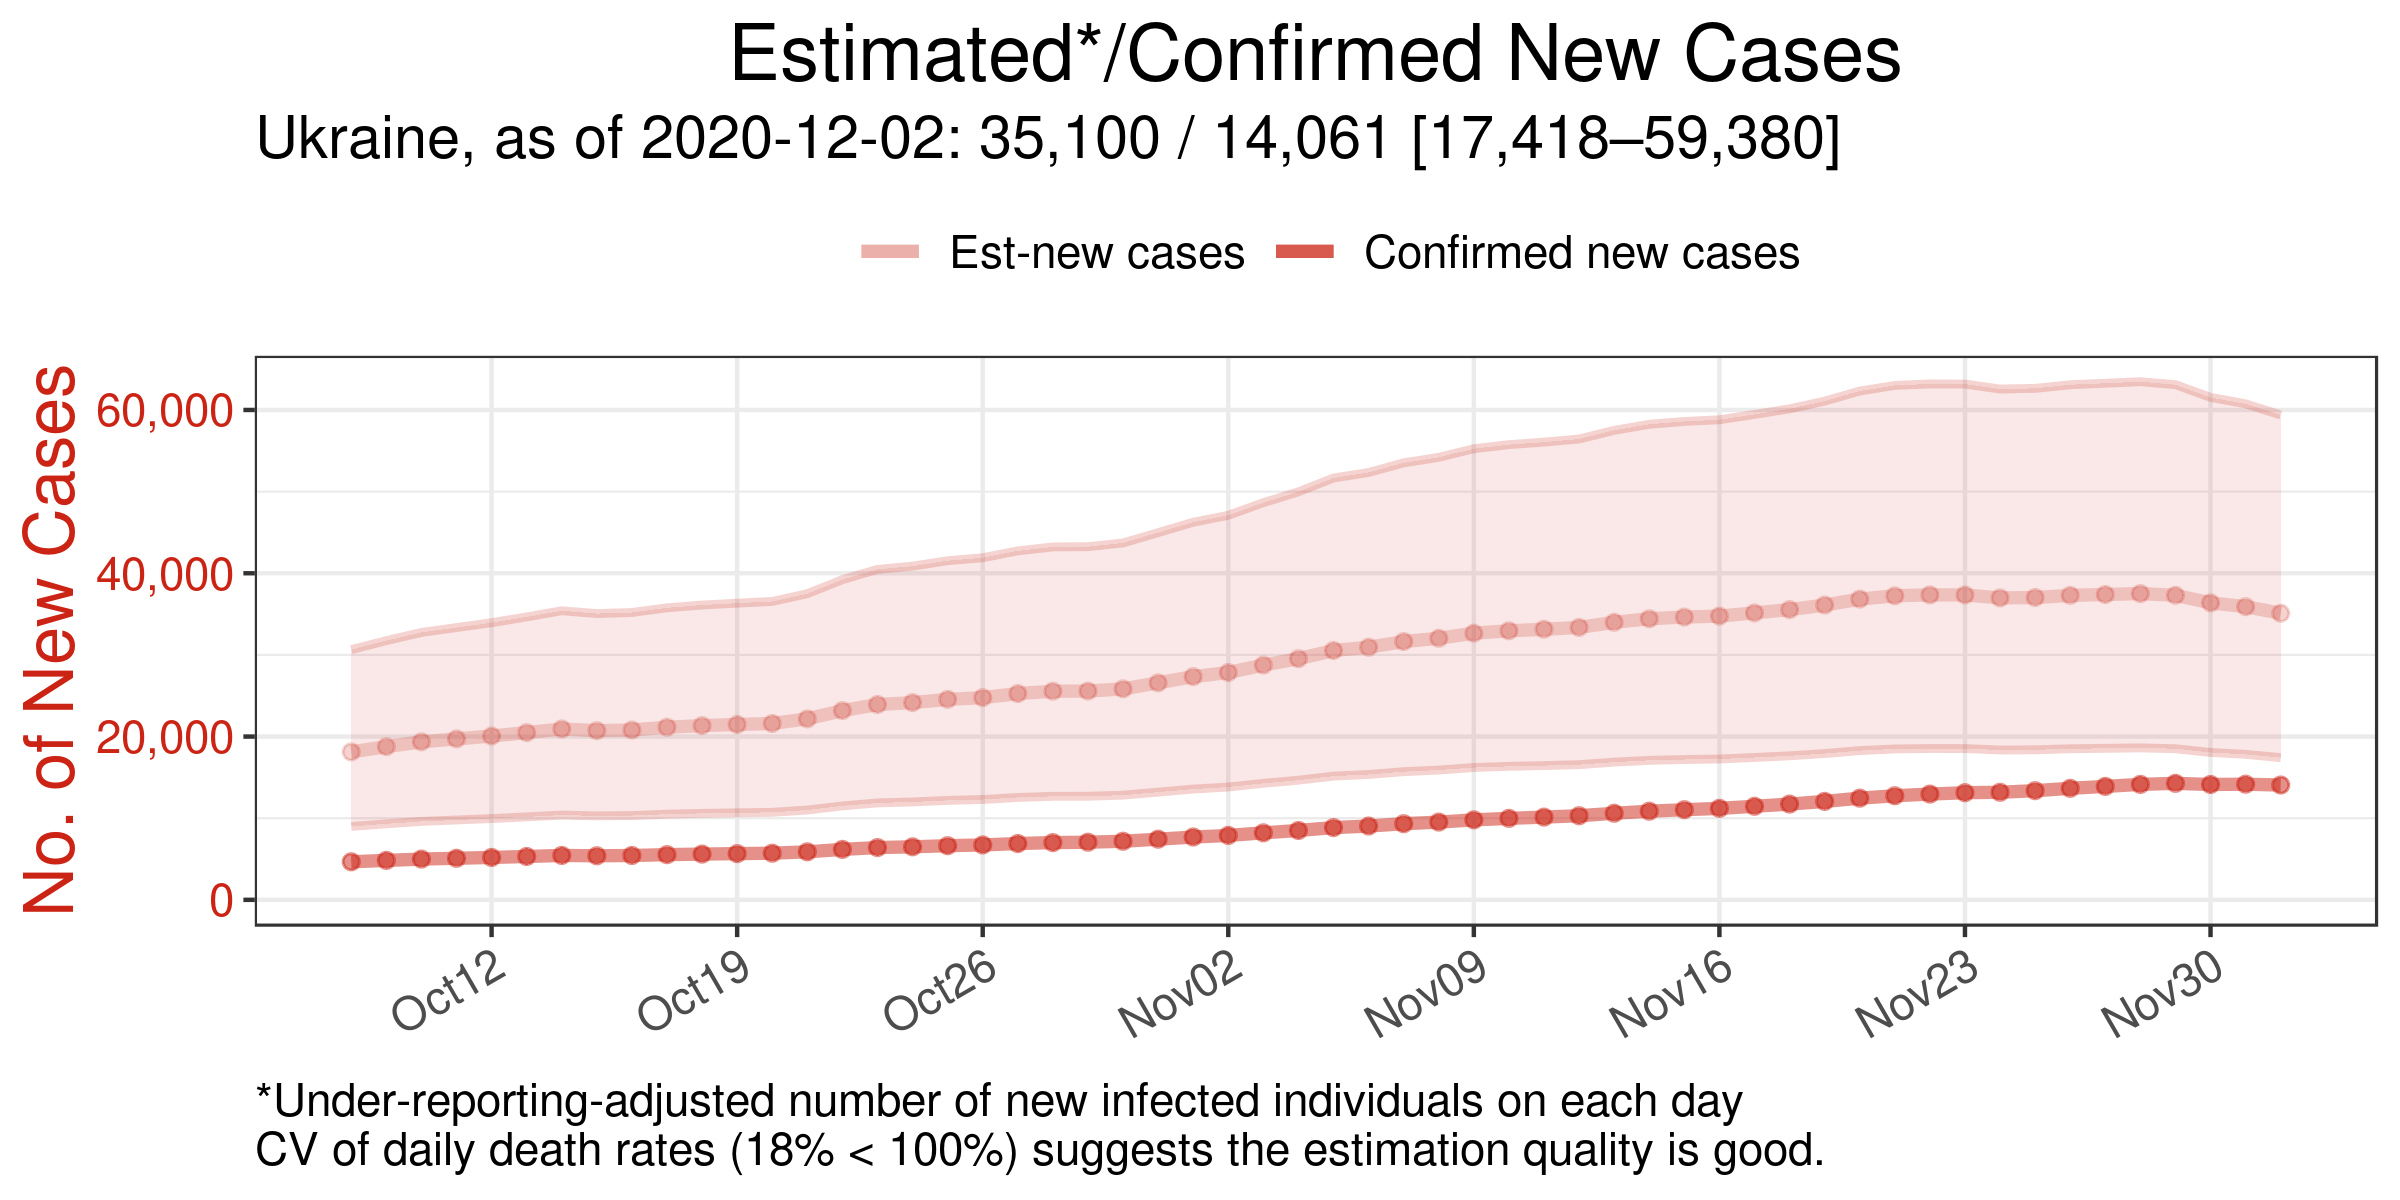 Estimated*/Confirmed New Cases
Ukraine, as of 2020-12-02: 35,100 / 14,061 [17,418–59,380]
Est-new cases Confirmed new cases
No. of New Cases
60,000
40,000
20,000
0
Oct12 Oct19 Oct26 Nov02 Nov09 Nov16 Nov23 Nov30
*Under-reporting-adjusted number of new infected individuals on each day
CV of daily death rates (18% < 100%) suggests the estimation quality is good.